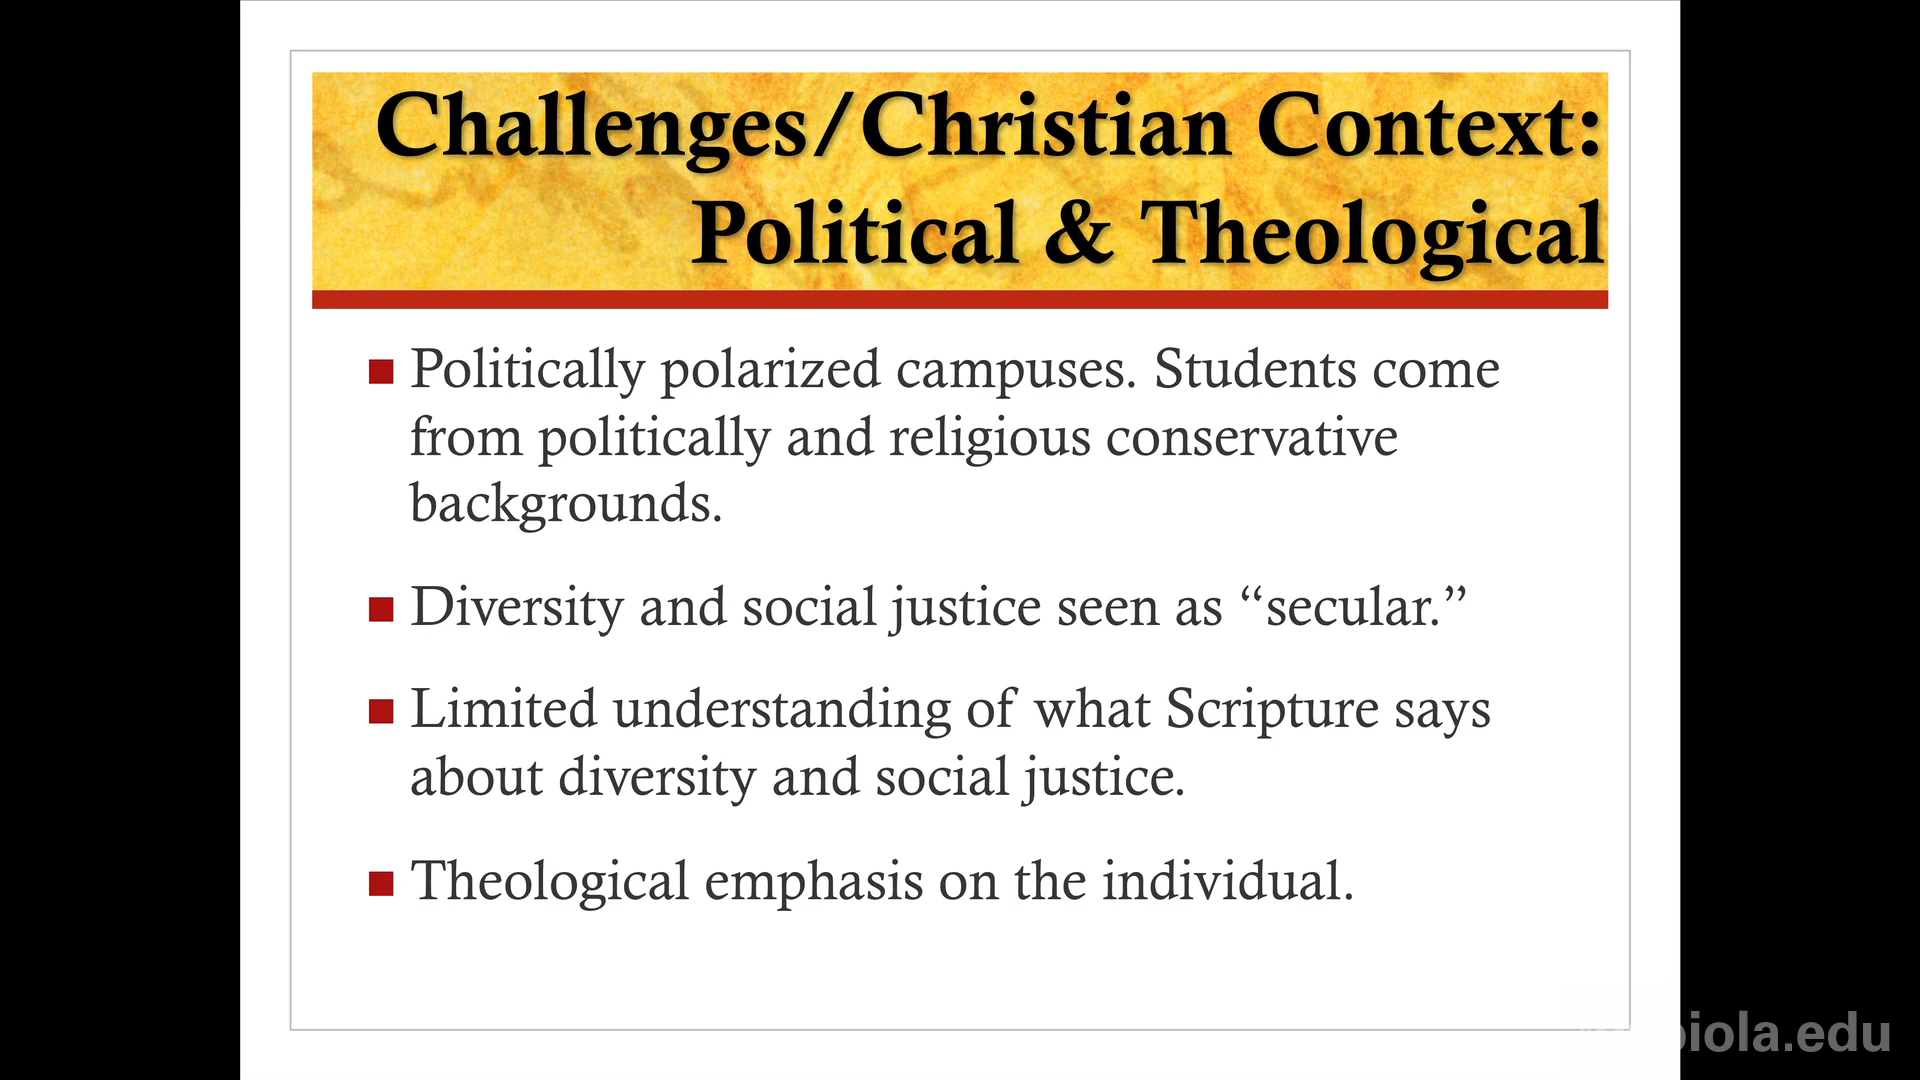 Challenges/Christian Context:
Political & Theological
■ Politically polarized campuses. Students come
from politically and religious conservative
backgrounds.
■ Diversity and social justice seen as “secular.”
■ Limited understanding of what Scripture says
about diversity and social justice.
■ Theological emphasis on the individual.
biola.edu